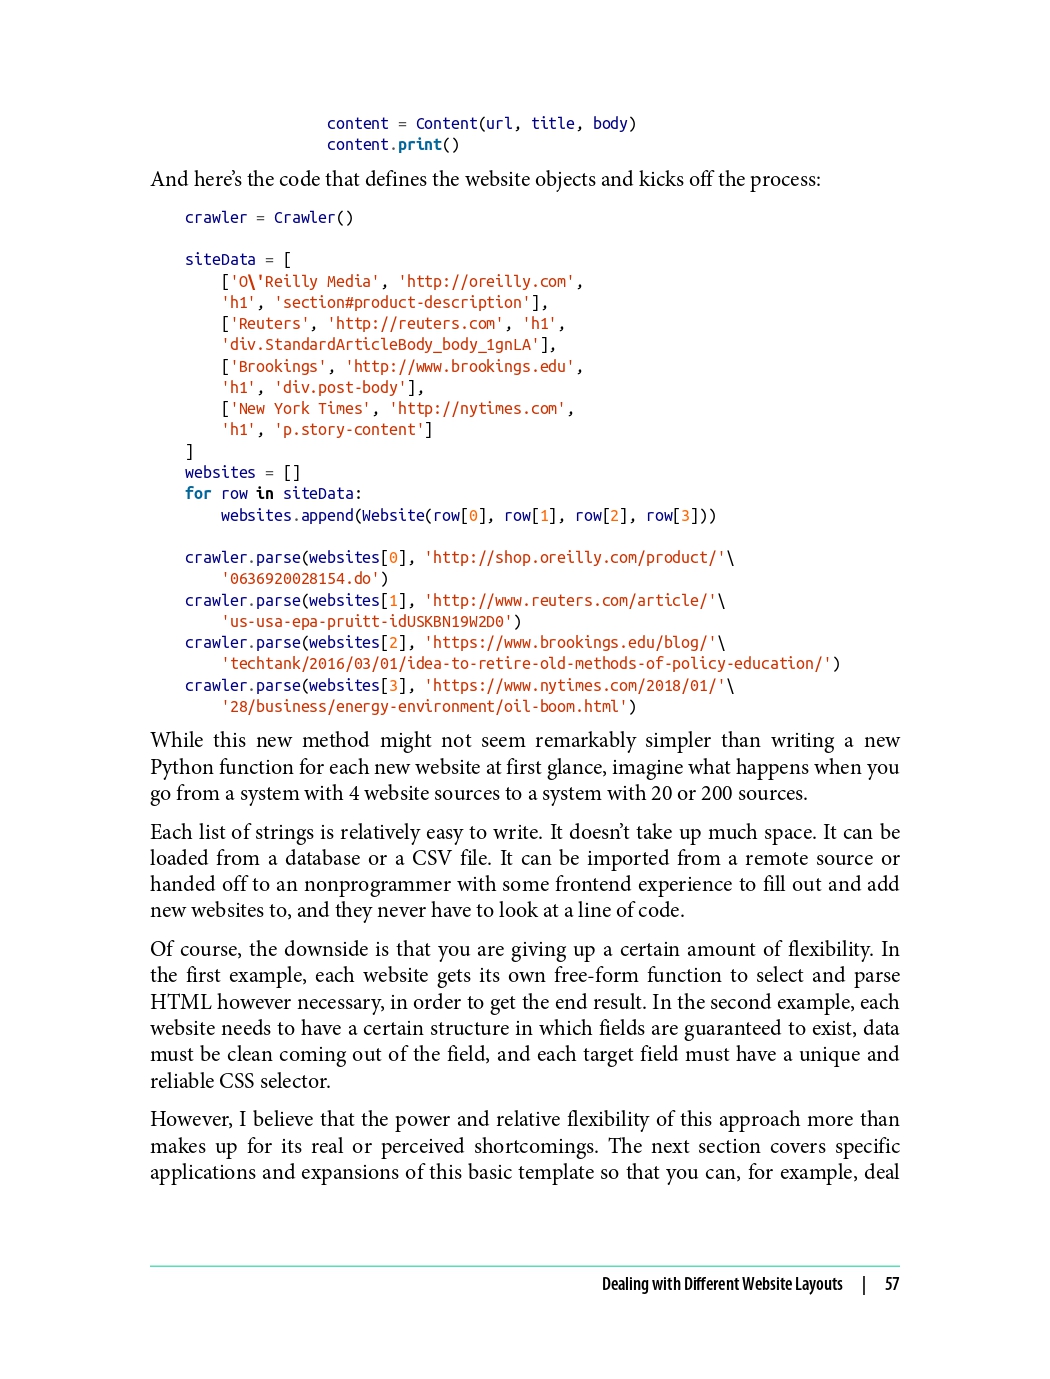 content = Content(url, title, body)
content.print()
And here’s the code that defines the website objects and kicks off the process:
crawler = Crawler()
siteData = [
['O\'Reilly Media', 'http://oreilly.com',
'h1', 'section#product-description'],
['Reuters', 'http://reuters.com', 'h1',
'div.StandardArticleBody_body_1gnLA'],
['Brookings', 'http://www.brookings.edu',
'h1', 'div.post-body'],
['New York Times', 'http://nytimes.com',
'h1', 'p.story-content']
]
websites = []
for row in siteData:
websites.append(Website(row[0], row[1], row[2], row[3]))
crawler.parse(websites[0], 'http://shop.oreilly.com/product/'\
'0636920028154.do')
crawler.parse(websites[1], 'http://www.reuters.com/article/'\
'us-usa-epa-pruitt-idUSKBN19W2D0')
crawler.parse(websites[2], 'https://www.brookings.edu/blog/'\
'techtank/2016/03/01/idea-to-retire-old-methods-of-policy-education/')
crawler.parse(websites[3], 'https://www.nytimes.com/2018/01/'\
'28/business/energy-environment/oil-boom.html')
While this new method might not seem remarkably simpler than writing a new
Python function for each new website at first glance, imagine what happens when you
go from a system with 4 website sources to a system with 20 or 200 sources.
Each list of strings is relatively easy to write. It doesn’t take up much space. It can be
loaded from a database or a CSV file. It can be imported from a remote source or
handed off to an nonprogrammer with some frontend experience to fill out and add
new websites to, and they never have to look at a line of code.
Of course, the downside is that you are giving up a certain amount of flexibility. In
the first example, each website gets its own free-form function to select and parse
HTML however necessary, in order to get the end result. In the second example, each
website needs to have a certain structure in which fields are guaranteed to exist, data
must be clean coming out of the field, and each target field must have a unique and
reliable CSS selector.
However, I believe that the power and relative flexibility of this approach more than
makes up for its real or perceived shortcomings. The next section covers specific
applications and expansions of this basic template so that you can, for example, deal
Dealing with Different Website Layouts | 57